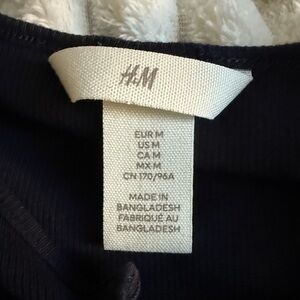 H&M
EUR M
US M
CA M
MX M
CN 170/96A
MADE IN
BANGLADESH
FABRIQUÉ AU
BANGLADESH